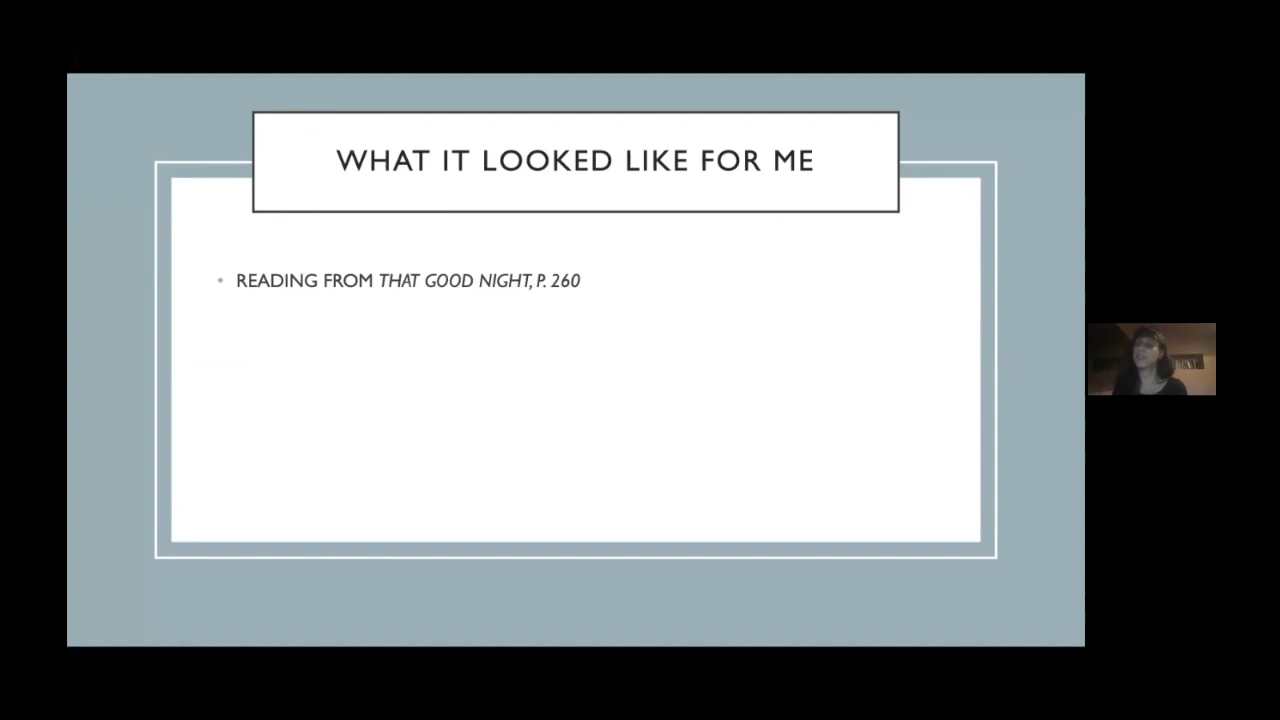 WHAT IT LOOKED LIKE FOR ME
• READING FROM THAT GOOD NIGHT, P. 260